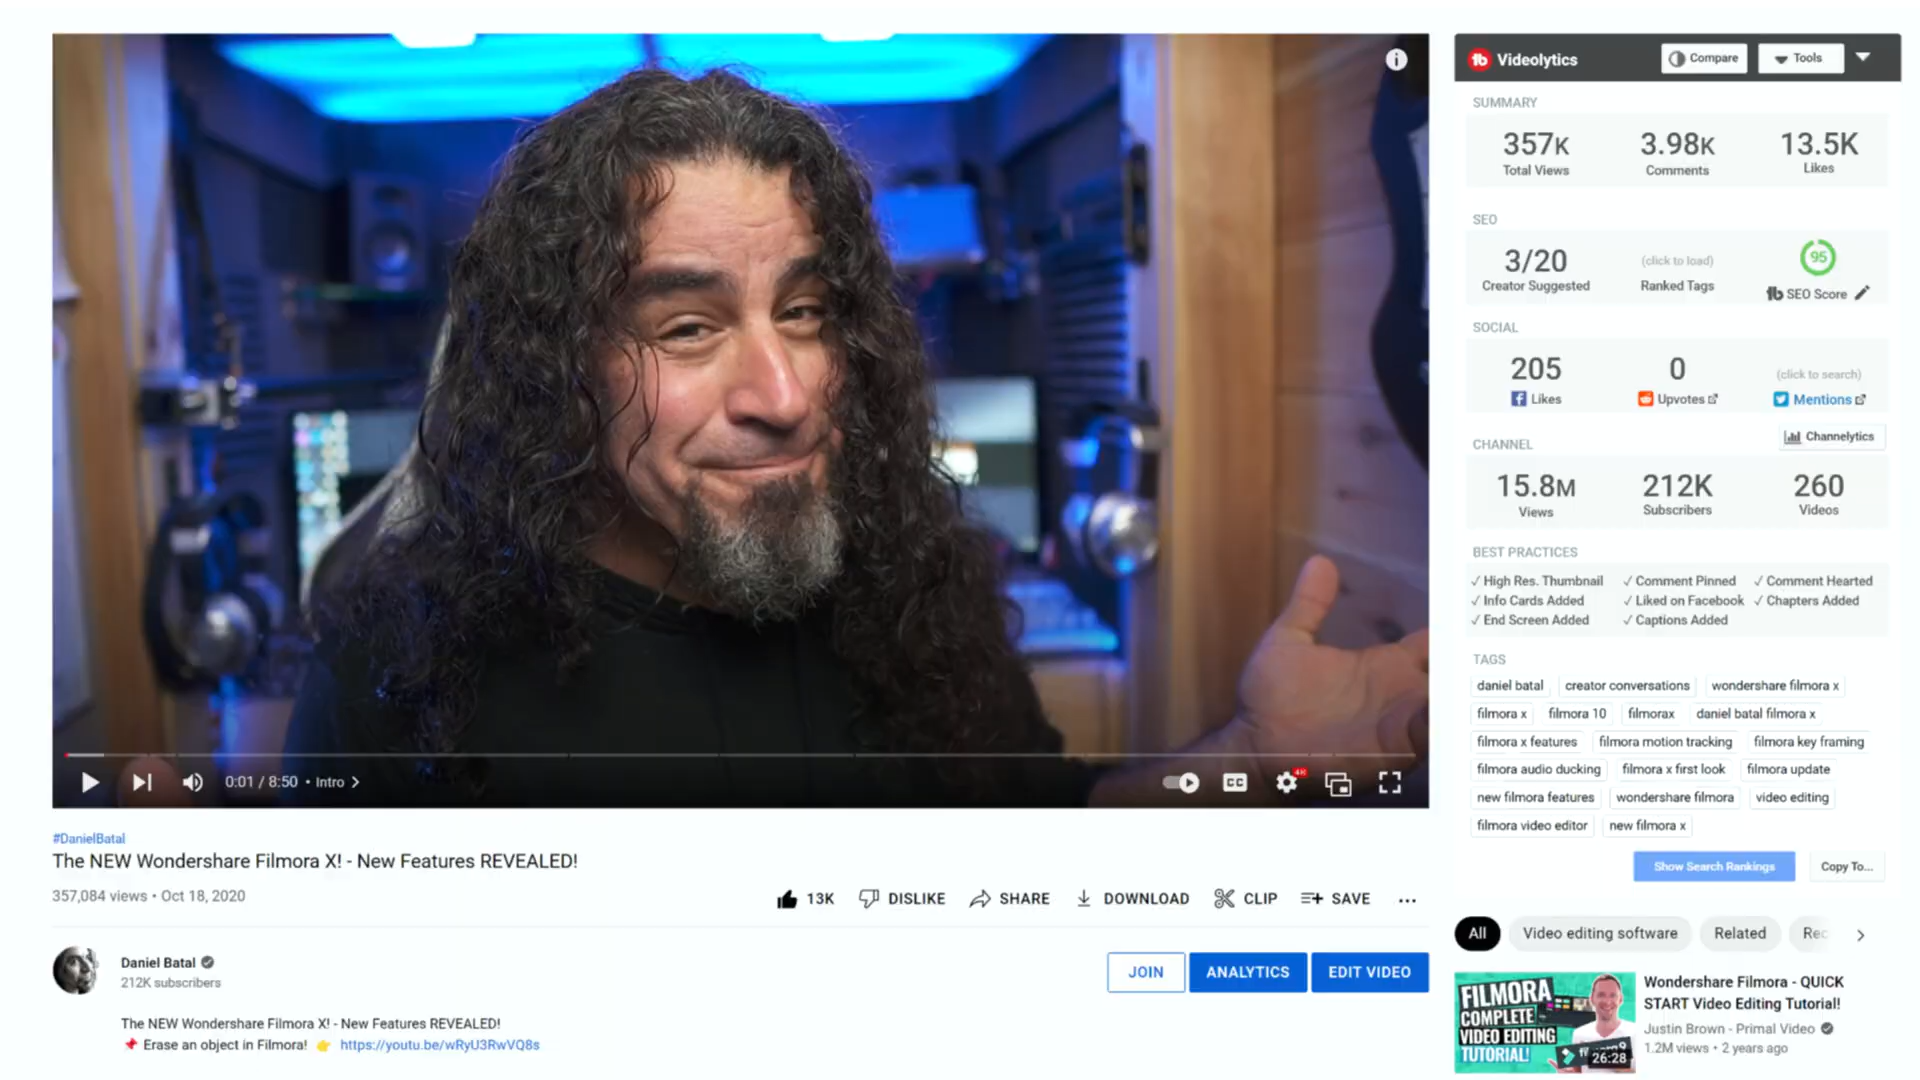 0:01 / 8:50 • Intro
CC
4K
#DanielBatal
The NEW Wondershare Filmora X! - New Features REVEALED!
357,084 views • Oct 18, 2020
13K DISLIKE SHARE DOWNLOAD CLIP SAVE ...
Daniel Batal
212K subscribers
JOIN ANALYTICS EDIT VIDEO
The NEW Wondershare Filmora X! - New Features REVEALED!
Erase an object in Filmora! https://youtu.be/wRyU3RwVQ8s
tb Videolytics Compare Tools
SUMMARY
357K 3.98K 13.5K
Total Views Comments Likes
SEO
3/20 (click to load) 95
Creator Suggested Ranked Tags tb SEO Score
SOCIAL
205 0 (click to search)
Likes Upvotes Mentions
CHANNEL Channelytics
15.8M 212K 260
Views Subscribers Videos
BEST PRACTICES
✓ High Res. Thumbnail ✓ Comment Pinned ✓ Comment Hearted
✓ Info Cards Added ✓ Liked on Facebook ✓ Chapters Added
✓ End Screen Added ✓ Captions Added
TAGS
daniel batal creator conversations wondershare filmora x
filmora x filmora 10 filmorax daniel batal filmora x
filmora x features filmora motion tracking filmora key framing
filmora audio ducking filmora x first look filmora update
new filmora features wondershare filmora video editing
filmora video editor new filmora x
Show Search Rankings Copy To...
All Video editing software Related Rec
FILMORA
COMPLETE
VIDEO EDITING
TUTORIAL!
26:28
Wondershare Filmora - QUICK
START Video Editing Tutorial!
Justin Brown - Primal Video
1.2M views • 2 years ago